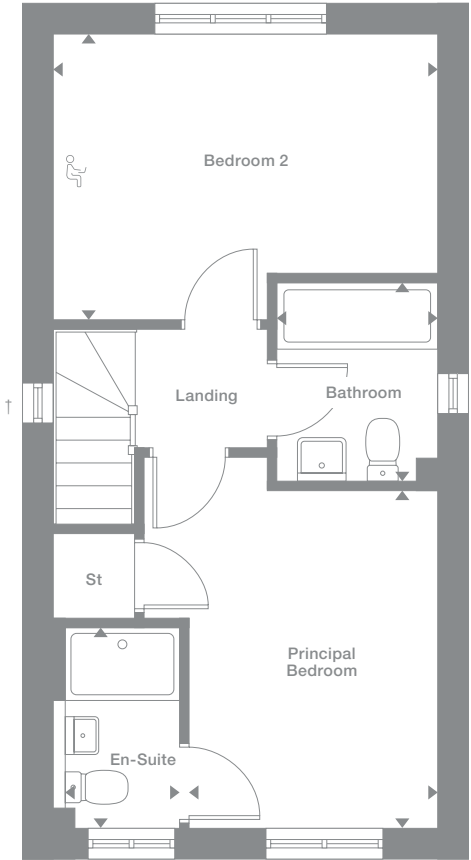 Bedroom 2
Landing
Bathroom
†
St
Principal
Bedroom
En-Suite